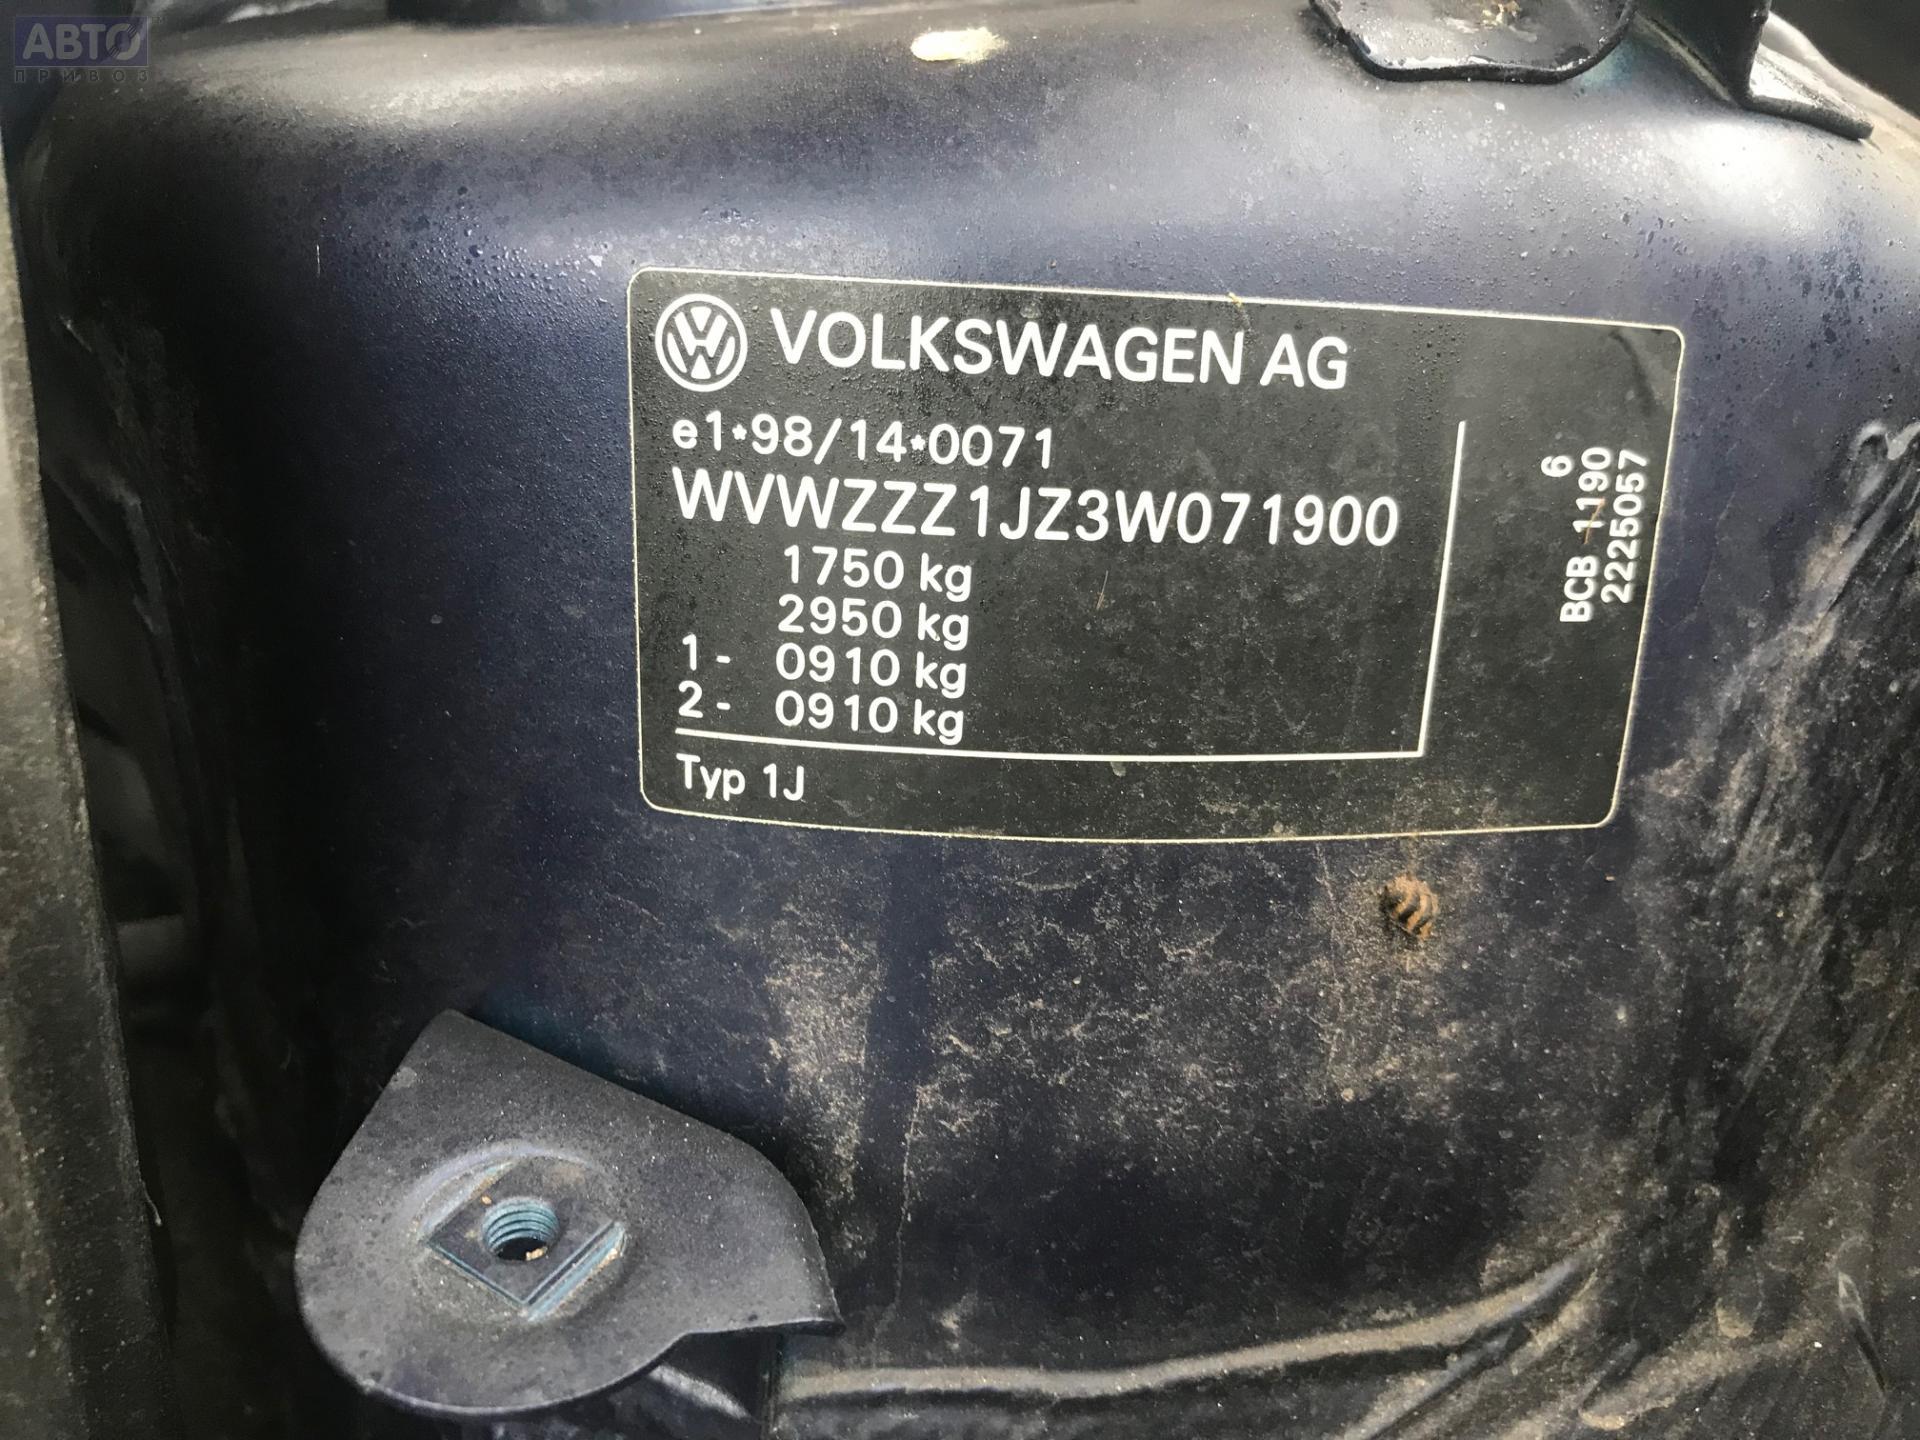 АВТО
ПРИВОЗ
VOLKSWAGEN AG
e1*98/14*0071
WVWZZZ1JZ3W071900
1750 kg
2950 kg
1- 0910 kg
2- 0910 kg
Typ 1J
6
BCB 1190
2225057